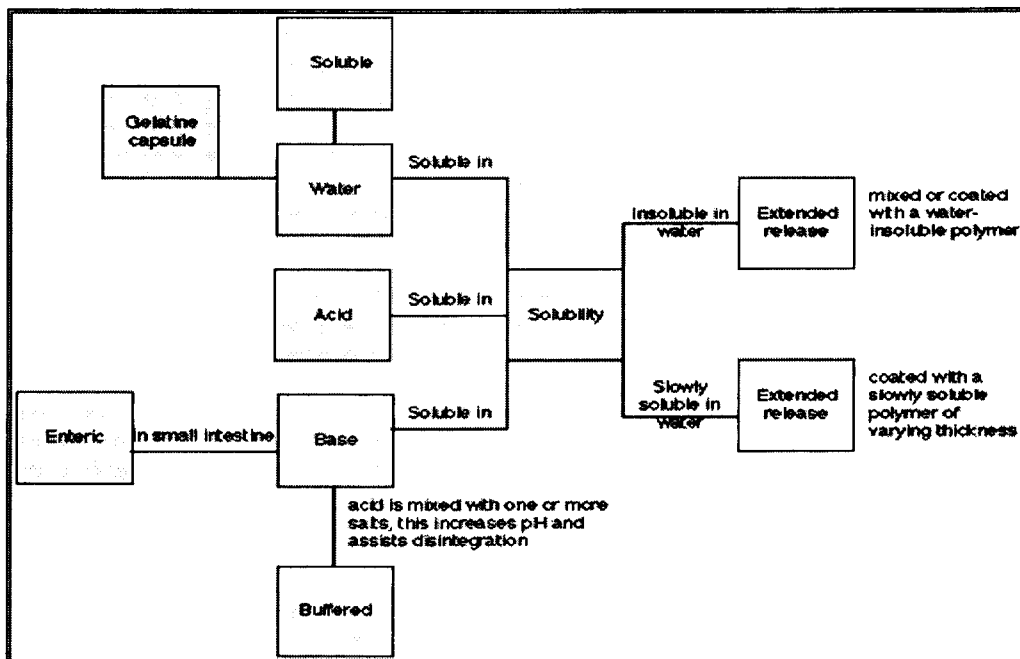 Soluble
Gelatine
capsule
Water
Soluble in
Insoluble in
water
Extended
release
mixed or coated
with a water-
insoluble polymer
Acid
Soluble in
Solubility
Enteric
in small intestine
Base
Soluble in
Slowly
soluble in
water
Extended
release
coated with a
slowly soluble
polymer of
varying thickness
acid is mixed with one or more
salts, this increases pH and
assists disintegration
Buffered